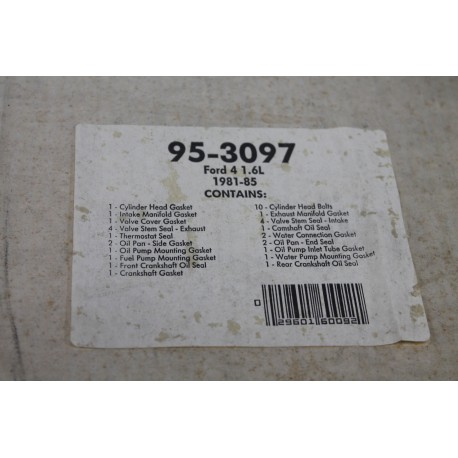 95-3097
Ford 4 1.6L
1981-85
CONTAINS:
1 - Cylinder Head Gasket
1 - Intake Manifold Gasket
1 - Valve Cover Gasket
4 - Valve Stem Seal - Exhaust
1 - Thermostat Seal
2 - Oil Pan - Side Gasket
1 - Oil Pump Mounting Gasket
1 - Fuel Pump Mounting Gasket
1 - Front Crankshaft Oil Seal
1 - Crankshaft Gasket
10 - Cylinder Head Bolts
1 - Exhaust Manifold Gasket
4 - Valve Stem Seal - Intake
1 - Camshaft Oil Seal
2 - Water Connection Gasket
2 - Oil Pan - End Seal
1 - Oil Pump Inlet Tube Gasket
1 - Water Pump Mounting Gasket
1 - Rear Crankshaft Oil Seal
0
29601 60092